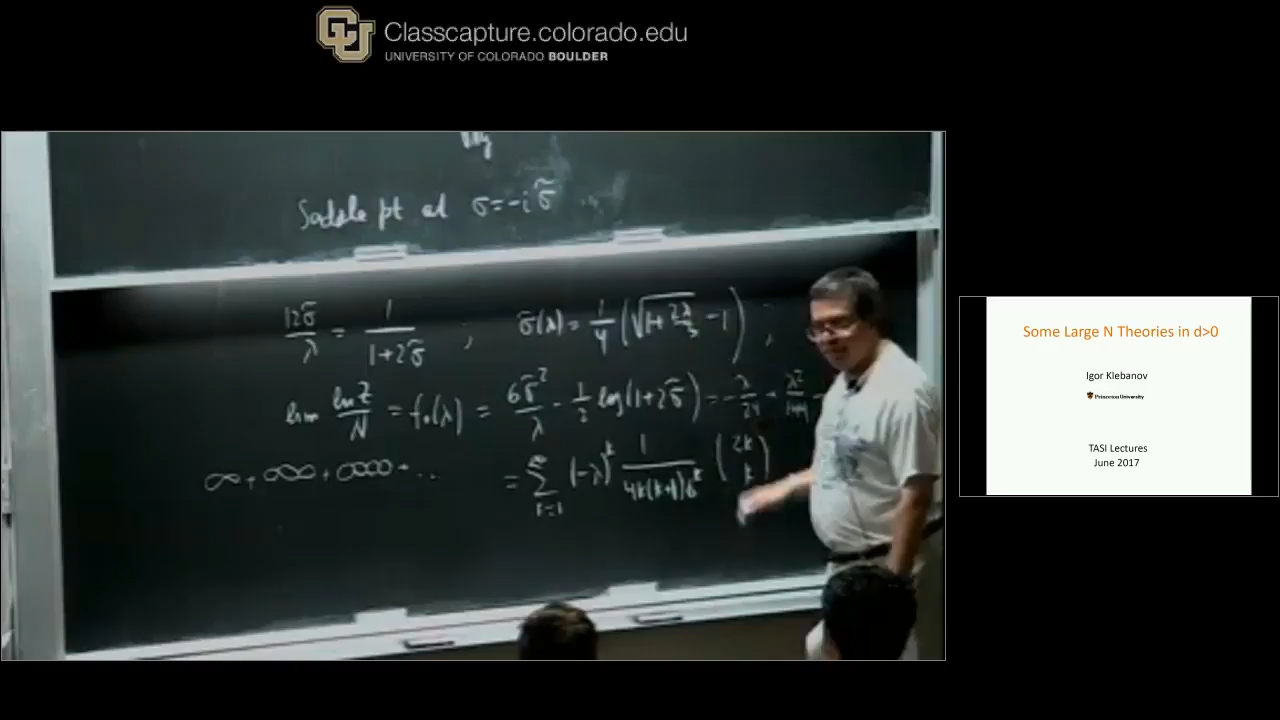 Classcapture.colorado.edu
UNIVERSITY OF COLORADO BOULDER
Saddle pt at σ=-iσ̃
12σ̃/λ = 1/(1+2σ̃) ; σ̃(λ) = 1/4 (√(1+2λ/3) -1) ;
lim ln Z/N = f₀(λ) = 6σ̃²/λ - 1/2 log(1+2σ̃) = -λ/24 + λ²/144 -
∞ + + + ... = ∑ k=1 ∞ (-λ)^k 1/(4k(k+1)6^k) (2k k)
Some Large N Theories in d>0
Igor Klebanov
Princeton University
TASI Lectures
June 2017